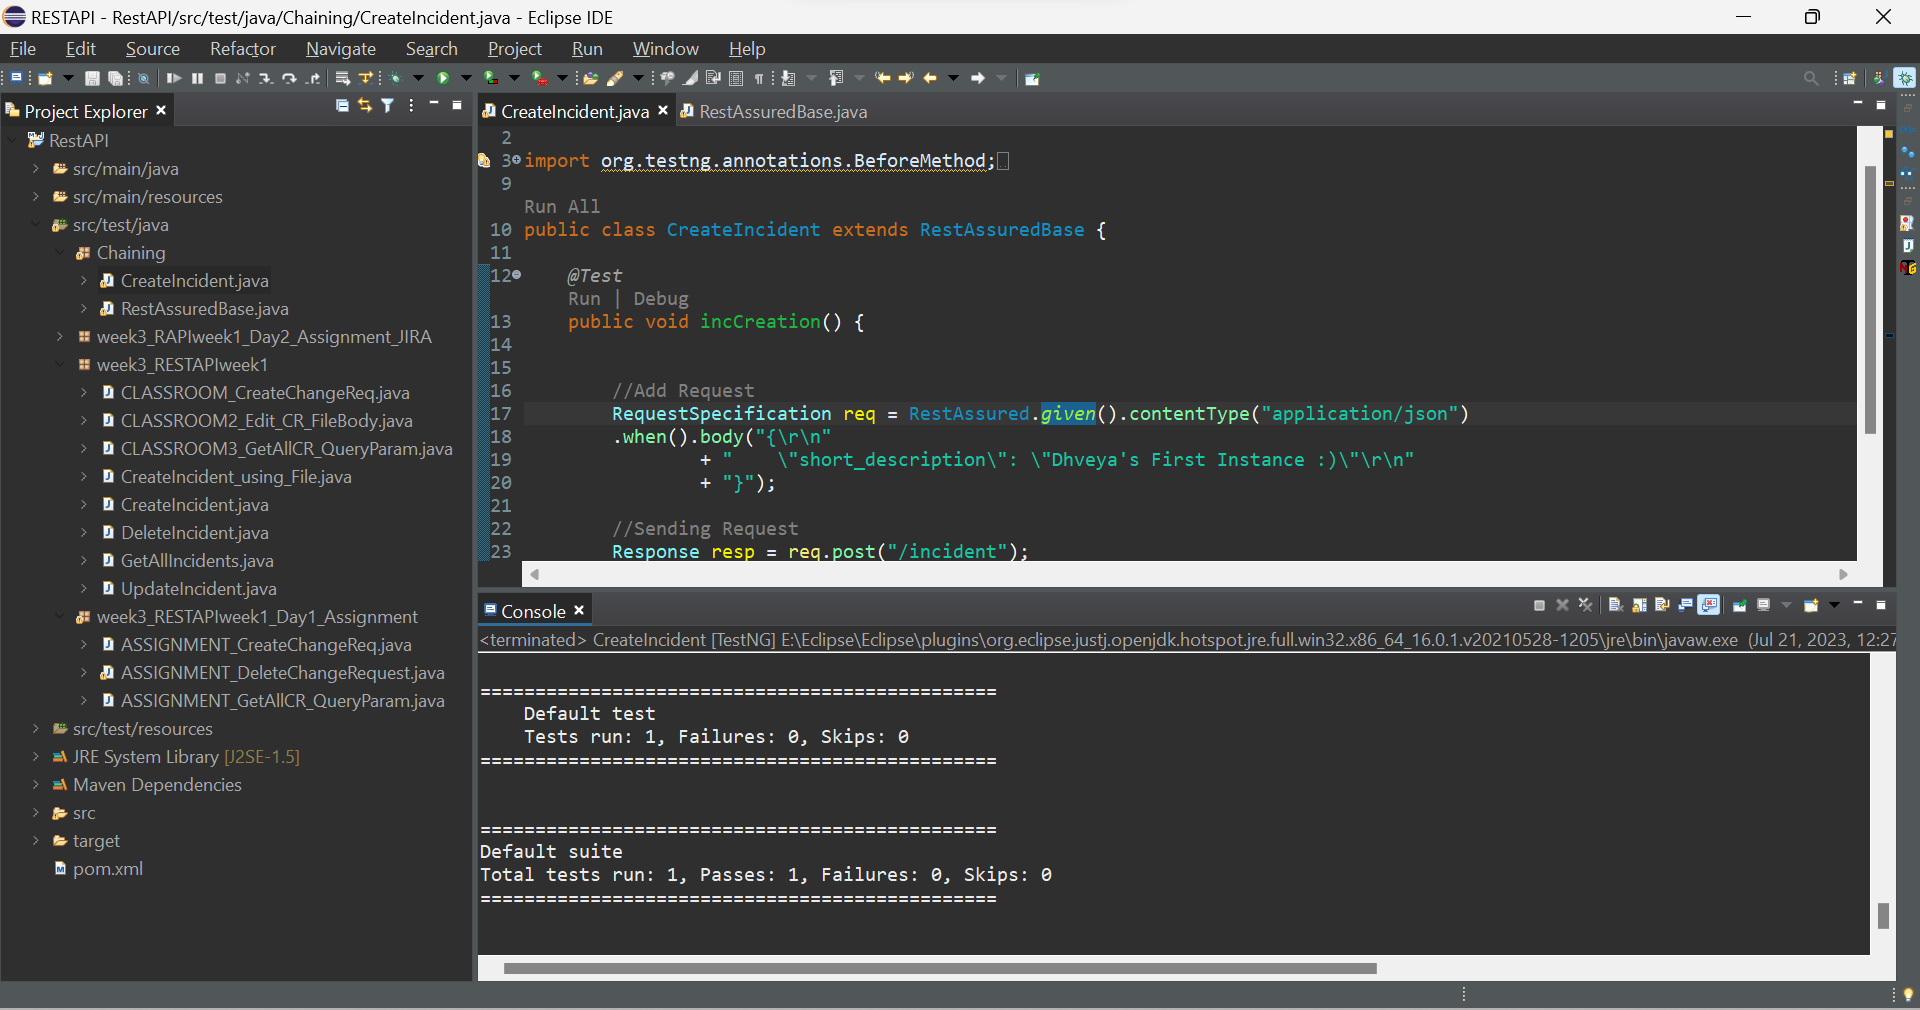 RESTAPI - RestAPI/src/test/java/Chaining/CreateIncident.java - Eclipse IDE
File Edit Source Refactor Navigate Search Project Run Window Help
Project Explorer
RestAPI
src/main/java
src/main/resources
src/test/java
Chaining
CreateIncident.java
RestAssuredBase.java
week3_RAPIweek1_Day2_Assignment_JIRA
week3_RESTAPIweek1
CLASSROOM_CreateChangeReq.java
CLASSROOM2_Edit_CR_FileBody.java
CLASSROOM3_GetAllCR_QueryParam.java
CreateIncident_using_File.java
CreateIncident.java
DeleteIncident.java
GetAllIncidents.java
UpdateIncident.java
week3_RESTAPIweek1_Day1_Assignment
ASSIGNMENT_CreateChangeReq.java
ASSIGNMENT_DeleteChangeRequest.java
ASSIGNMENT_GetAllCR_QueryParam.java
src/test/resources
JRE System Library [J2SE-1.5]
Maven Dependencies
src
target
pom.xml
CreateIncident.java RestAssuredBase.java
2
3 import org.testng.annotations.BeforeMethod;
9
Run All
10 public class CreateIncident extends RestAssuredBase {
11
12 @Test
Run | Debug
13 public void incCreation() {
14
15
16 //Add Request
17 RequestSpecification req = RestAssured.given().contentType("application/json")
18 .when().body("{\r\n"
19 + "    \"short_description\": \"Dhveya's First Instance :)\"\r\n"
20 + "}");
21
22 //Sending Request
23 Response resp = req.post("/incident");
Console
<terminated> CreateIncident [TestNG] E:\Eclipse\Eclipse\plugins\org.eclipse.justj.openjdk.hotspot.jre.full.win32.x86_64_16.0.1.v20210528-1205\jre\bin\javaw.exe (Jul 21, 2023, 12:27
===============================================
Default test
Tests run: 1, Failures: 0, Skips: 0
===============================================
===============================================
Default suite
Total tests run: 1, Passes: 1, Failures: 0, Skips: 0
===============================================